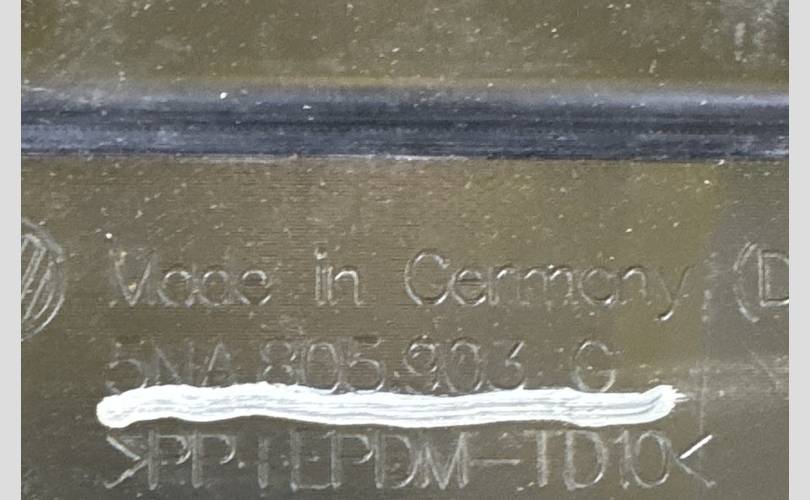 Made in Germany (D
5NA.805.903 G
>PP+EPDM-TD10<